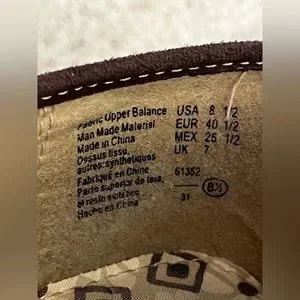 Fabric Upper Balance
Man Made Material
Made in China
Dessus tissu
autres:synthetiques
Fabriqué en Chine
Parte superior de tela,
el resto sintético
Hecho en China
USA 8 1/2
EUR 40 1/2
MEX 25 1/2
UK 7
61352
8½
31